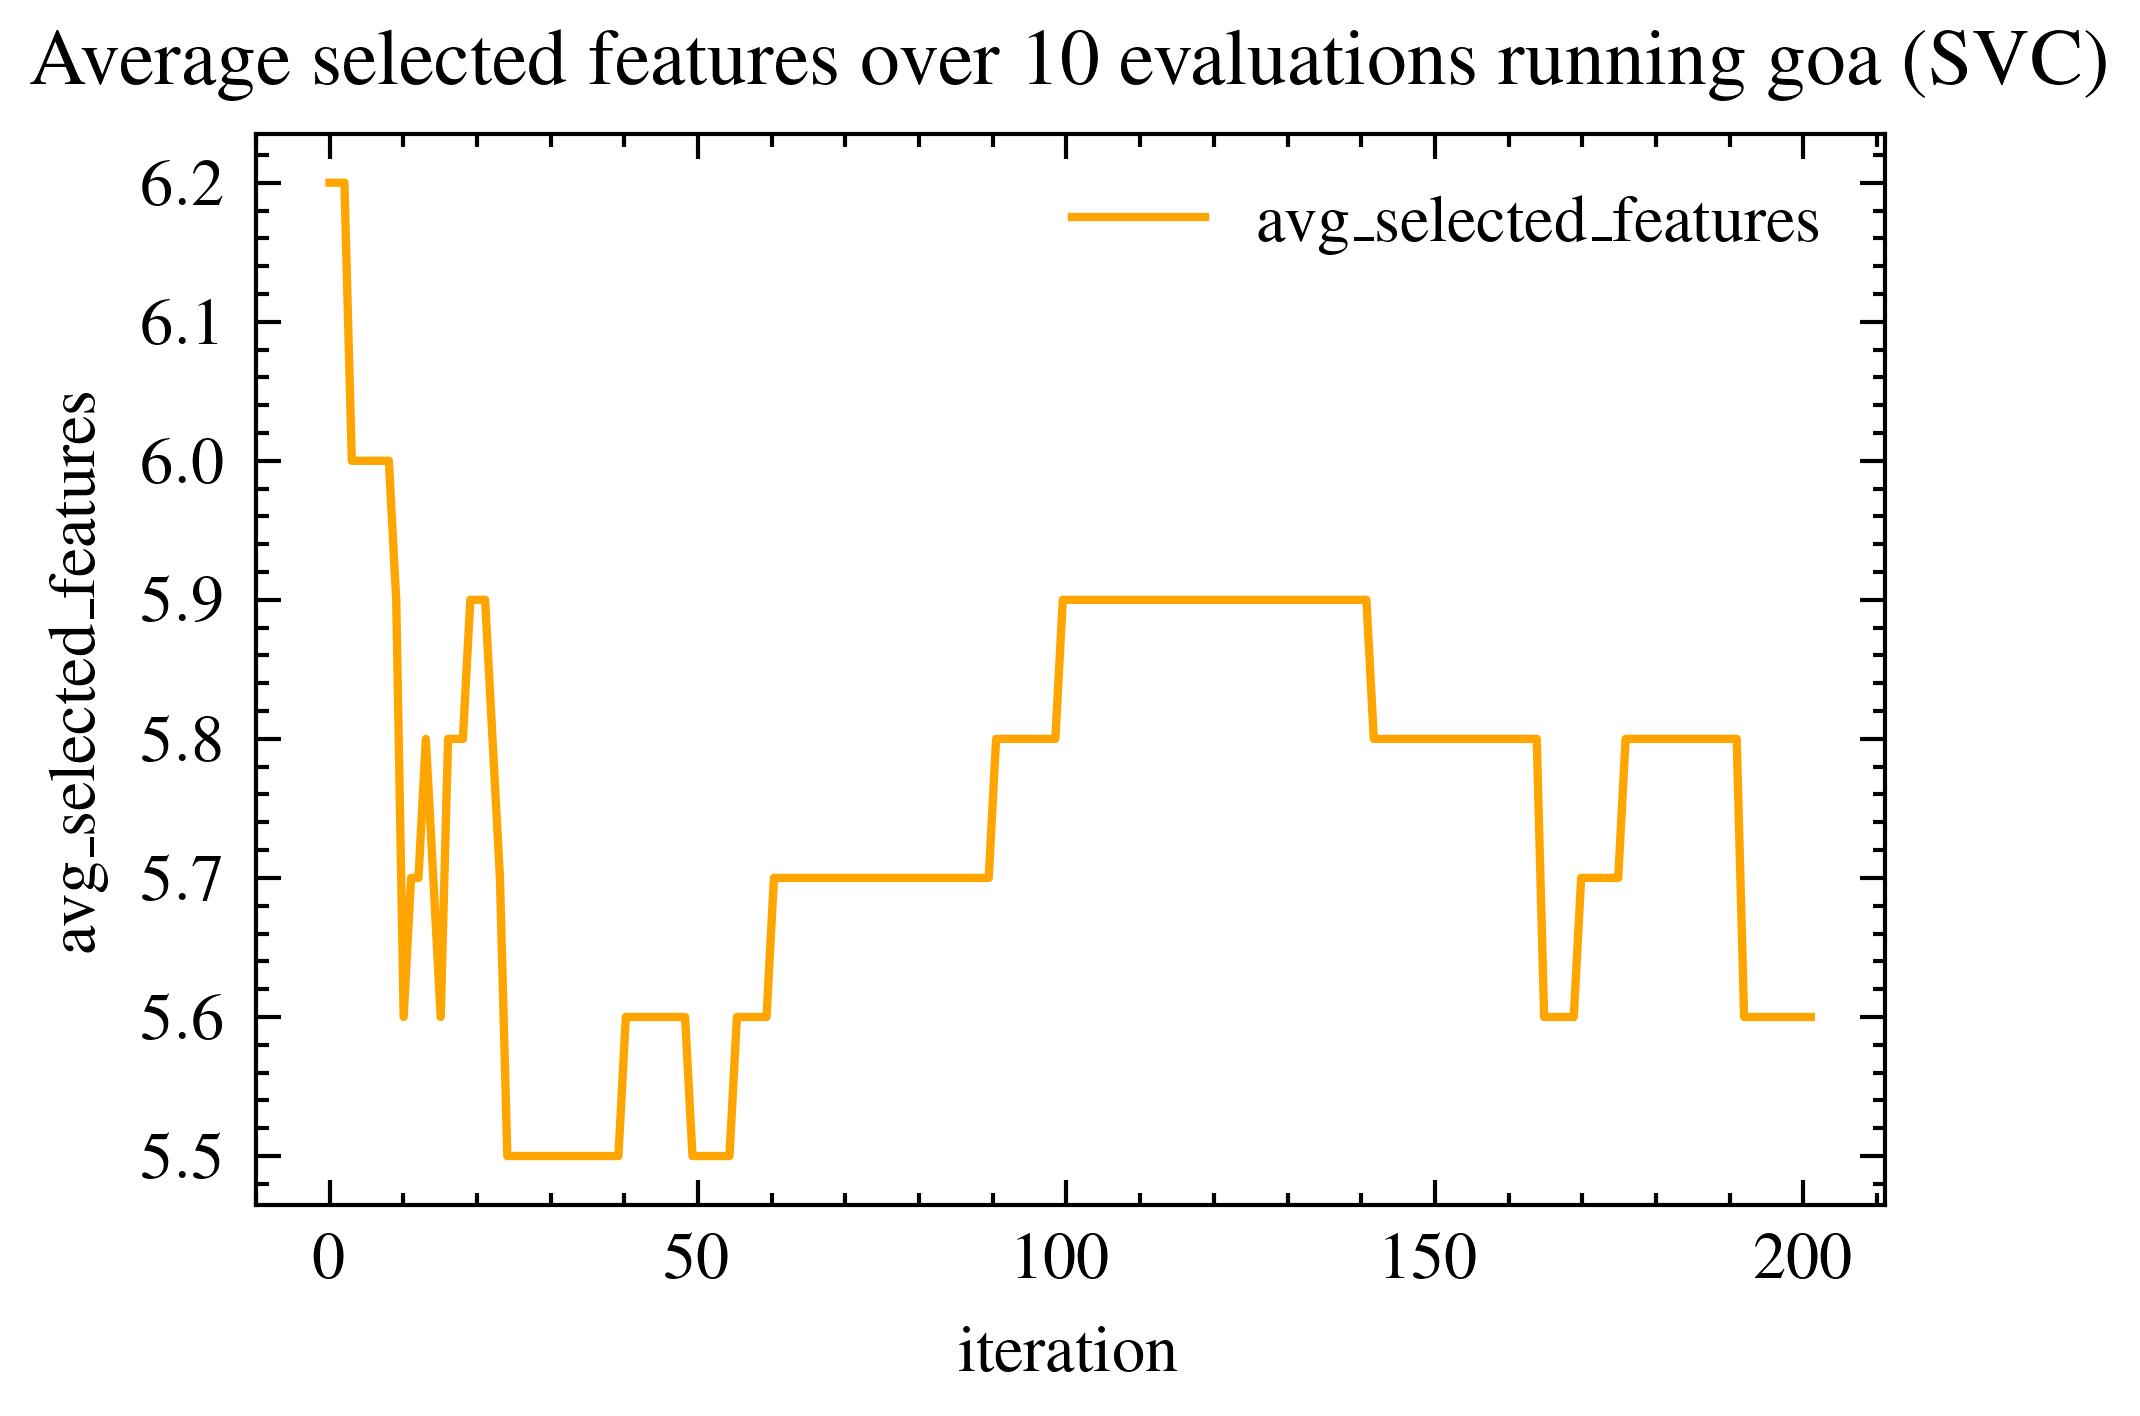 Average selected features over 10 evaluations running goa (SVC)
avg_selected_features
6.2
6.1
6.0
5.9
5.8
5.7
5.6
5.5
avg_selected_features
0 50 100 150 200
iteration